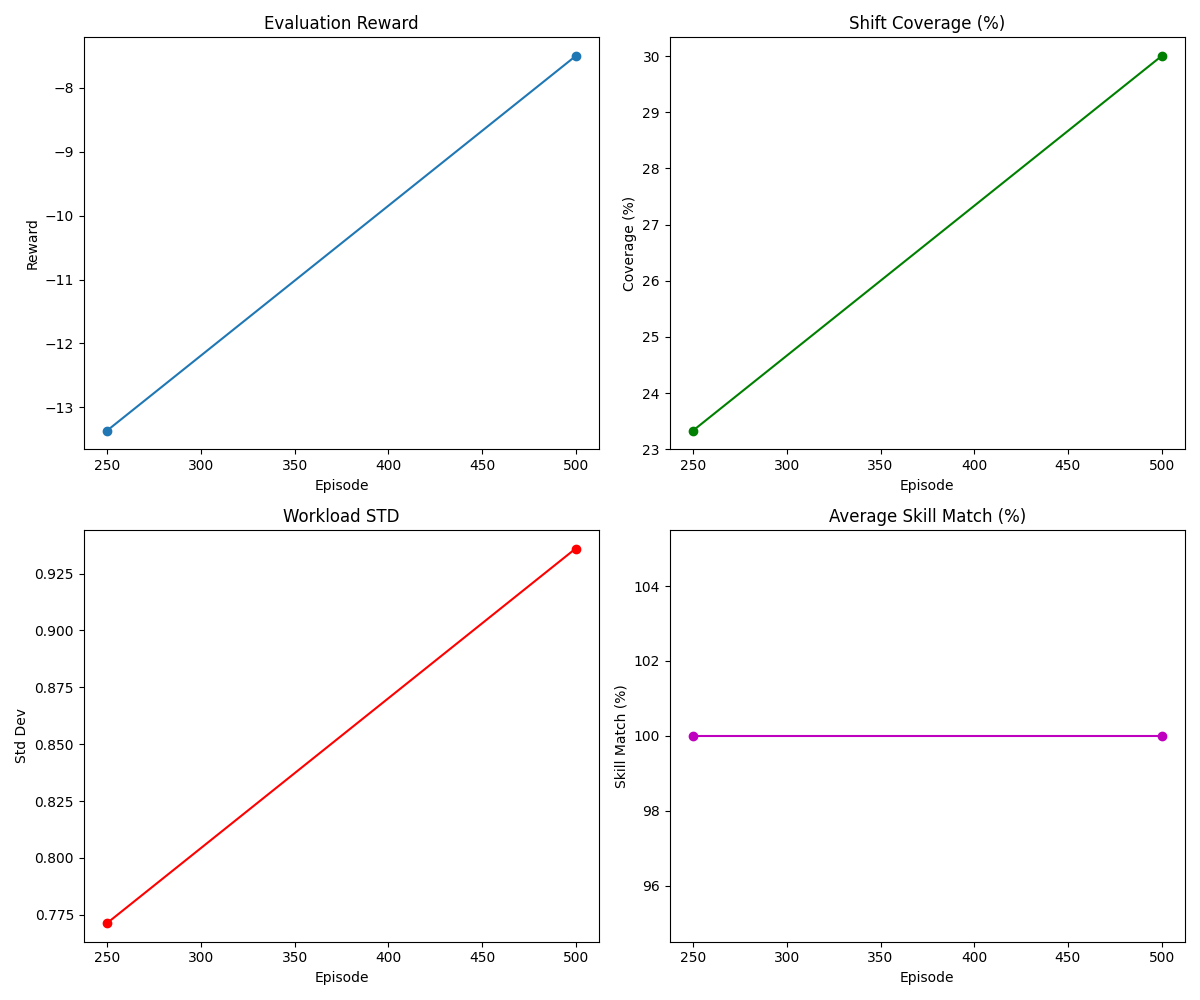 Evaluation Reward
−8
−9
−10
−11
−12
−13
Reward
250 300 350 400 450 500
Episode
Shift Coverage (%)
30
29
28
27
26
25
24
23
Coverage (%)
250 300 350 400 450 500
Episode
Workload STD
0.925
0.900
0.875
0.850
0.825
0.800
0.775
Std Dev
250 300 350 400 450 500
Episode
Average Skill Match (%)
104
102
100
98
96
Skill Match (%)
250 300 350 400 450 500
Episode